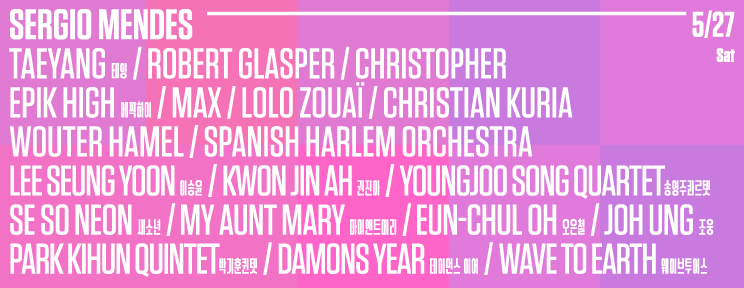 SERGIO MENDES 5/27
Sat
TAEYANG 태양 / ROBERT GLASPER / CHRISTOPHER
EPIK HIGH 에픽하이 / MAX / LOLO ZOUAÏ / CHRISTIAN KURIA
WOUTER HAMEL / SPANISH HARLEM ORCHESTRA
LEE SEUNG YOON 이승윤 / KWON JIN AH 권진아 / YOUNGJOO SONG QUARTET 송영주콰르텟
SE SO NEON 새소년 / MY AUNT MARY 마이앤트메리 / EUN-CHUL OH 오은철 / JOH UNG 조웅
PARK KIHUN QUINTET 박기훈퀸텟 / DAMONS YEAR 데이먼스 이어 / WAVE TO EARTH 웨이브투어스